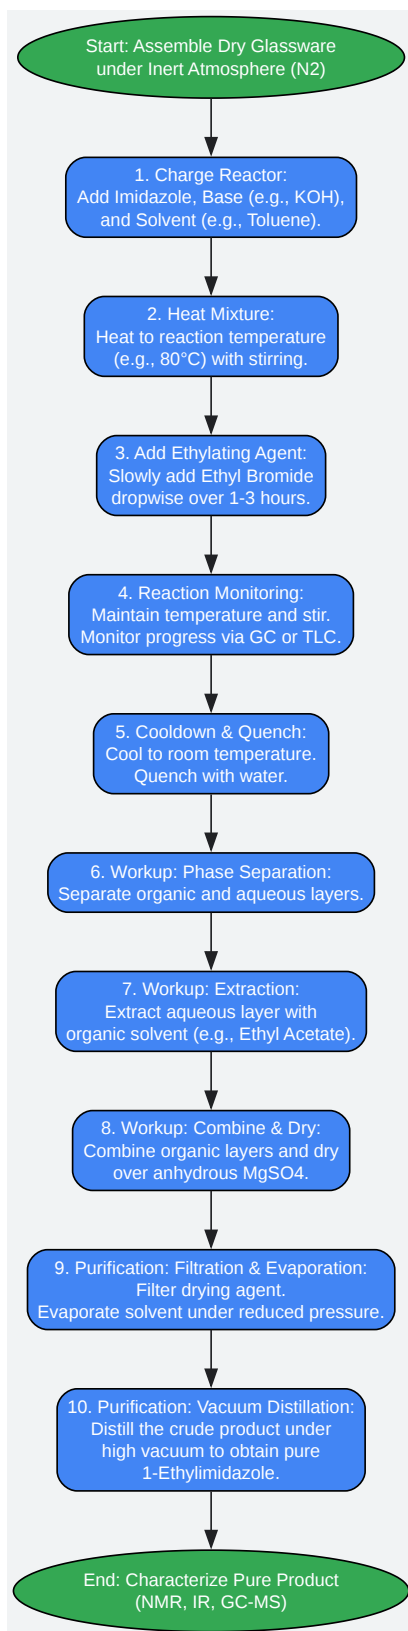 Start: Assemble Dry Glassware
under Inert Atmosphere (N2)
1. Charge Reactor:
Add Imidazole, Base (e.g., KOH),
and Solvent (e.g., Toluene).
2. Heat Mixture:
Heat to reaction temperature
(e.g., 80°C) with stirring.
3. Add Ethylating Agent:
Slowly add Ethyl Bromide
dropwise over 1-3 hours.
4. Reaction Monitoring:
Maintain temperature and stir.
Monitor progress via GC or TLC.
5. Cooldown & Quench:
Cool to room temperature.
Quench with water.
6. Workup: Phase Separation:
Separate organic and aqueous layers.
7. Workup: Extraction:
Extract aqueous layer with
organic solvent (e.g., Ethyl Acetate).
8. Workup: Combine & Dry:
Combine organic layers and dry
over anhydrous MgSO4.
9. Purification: Filtration & Evaporation:
Filter drying agent.
Evaporate solvent under reduced pressure.
10. Purification: Vacuum Distillation:
Distill the crude product under
high vacuum to obtain pure
1-Ethylimidazole.
End: Characterize Pure Product
(NMR, IR, GC-MS)